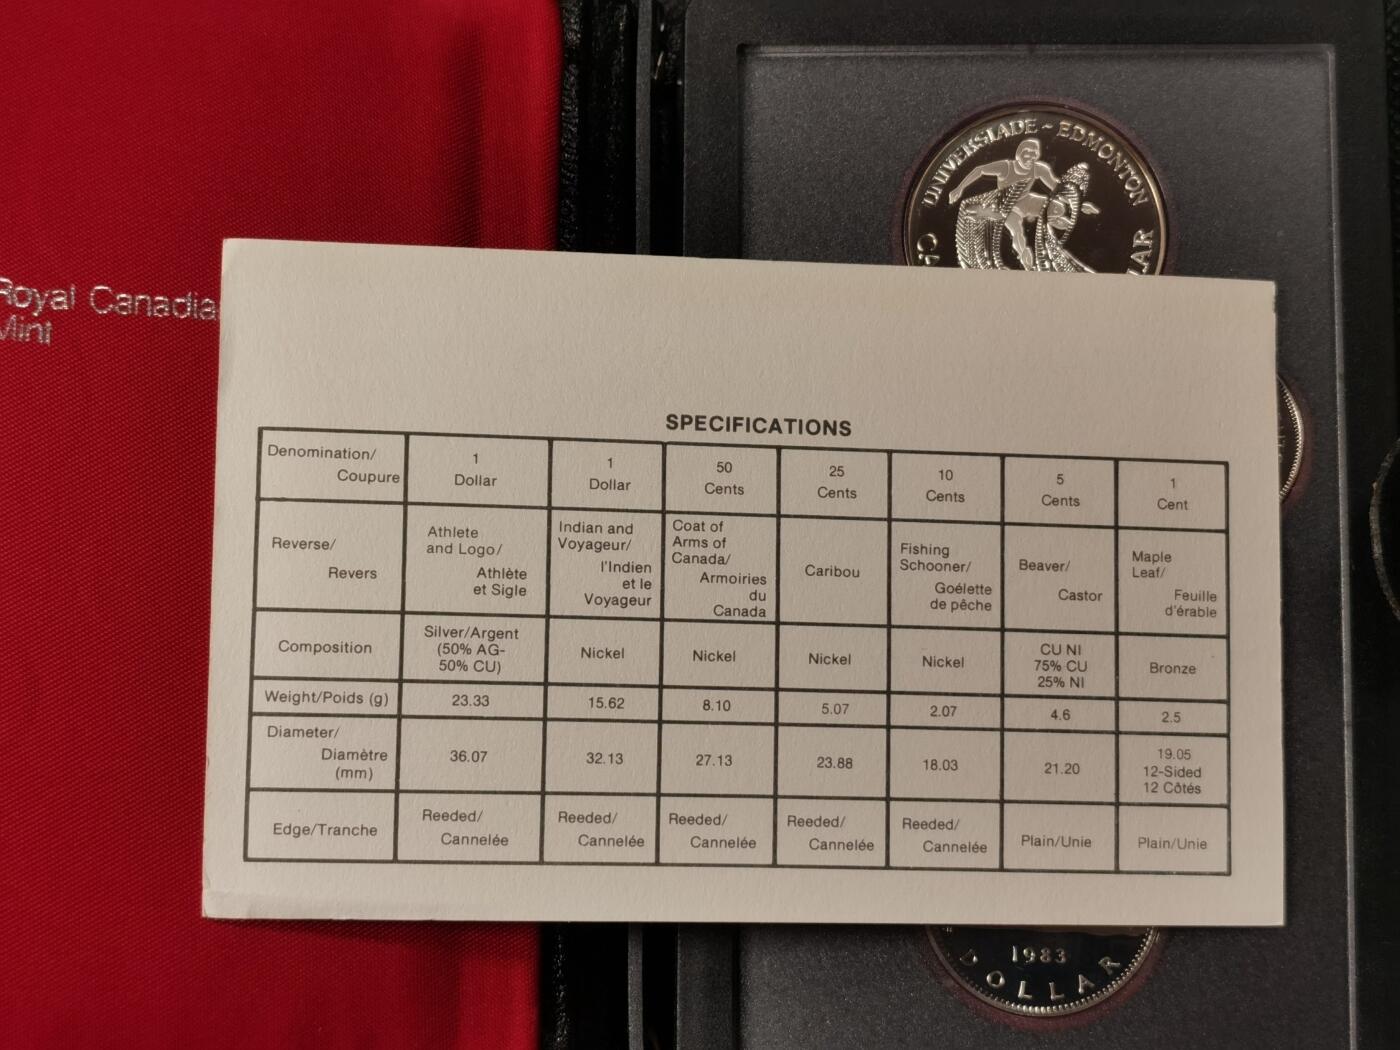 Royal Canadia
Mint
UNIVERSIADE ~ EDMONTON
SPECIFICATIONS
Denomination/ Coupure
1 Dollar
1 Dollar
50 Cents
25 Cents
10 Cents
5 Cents
1 Cent
Reverse/ Revers
Athlete and Logo/ Athlète et Sigle
Indian and Voyageur/ l'Indien et le Voyageur
Coat of Arms of Canada/ Armoiries du Canada
Caribou
Fishing Schooner/ Goélette de pêche
Beaver/ Castor
Maple Leaf/ Feuille d'érable
Composition
Silver/Argent (50% AG- 50% CU)
Nickel
Nickel
Nickel
Nickel
CU NI 75% CU 25% NI
Bronze
Weight/Poids (g)
23.33
15.62
8.10
5.07
2.07
4.6
2.5
Diameter/ Diamètre (mm)
36.07
32.13
27.13
23.88
18.03
21.20
19.05 12-Sided 12 Côtés
Edge/Tranche
Reeded/ Cannelée
Reeded/ Cannelée
Reeded/ Cannelée
Reeded/ Cannelée
Reeded/ Cannelée
Plain/Unie
Plain/Unie
1983
DOLLAR